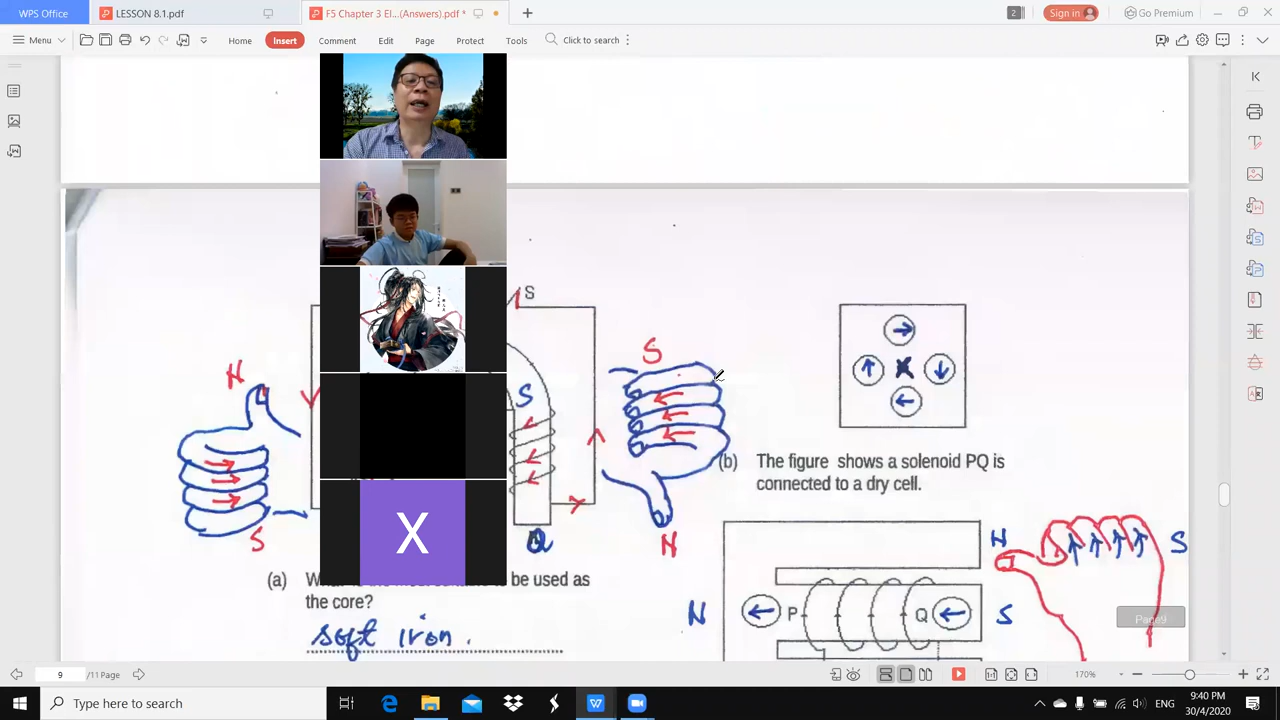 WPS Office
LESSON 8.1.pdf
F5 Chapter 3 El...(Answers).pdf *
2
Sign in
Go Premium
Menu
Home
Insert
Comment
Edit
Page
Protect
Tools
Click to search
S
S
N
S
N
S
Q
N
(b) The figure shows a solenoid PQ is
connected to a dry cell.
N
S
(a)
to be used as
the core?
soft iron.
N
P
Q
S
Page9
X
9
/11 Page
170%
Type here to search
ENG
9:40 PM
30/4/2020